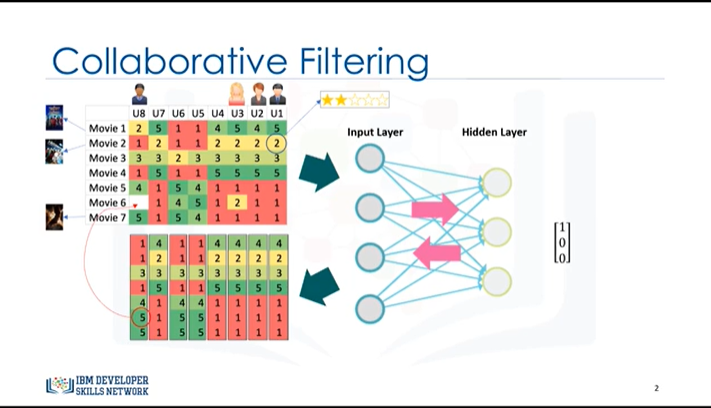 Collaborative Filtering
U8 U7 U6 U5 U4 U3 U2 U1
Movie 1 2 5 1 1 4 5 4 5
Movie 2 1 2 1 1 2 2 2 2
Movie 3 3 3 2 3 3 3 3 3
Movie 4 1 5 1 1 5 5 5 5
Movie 5 4 1 5 4 1 1 1 1
Movie 6 1 4 5 1 2 1 1
Movie 7 5 1 5 4 1 1 1 1
Input Layer
Hidden Layer
1 4 1 1 4 4 4 4
1 2 1 1 2 2 2 2
3 3 3 3 3 3 3 3
1 5 1 1 5 5 5 5
4 1 4 4 1 1 1 1
5 1 5 5 1 1 1 1
5 1 5 5 1 1 1 1
1
0
0
IBM DEVELOPER
SKILLS NETWORK
2